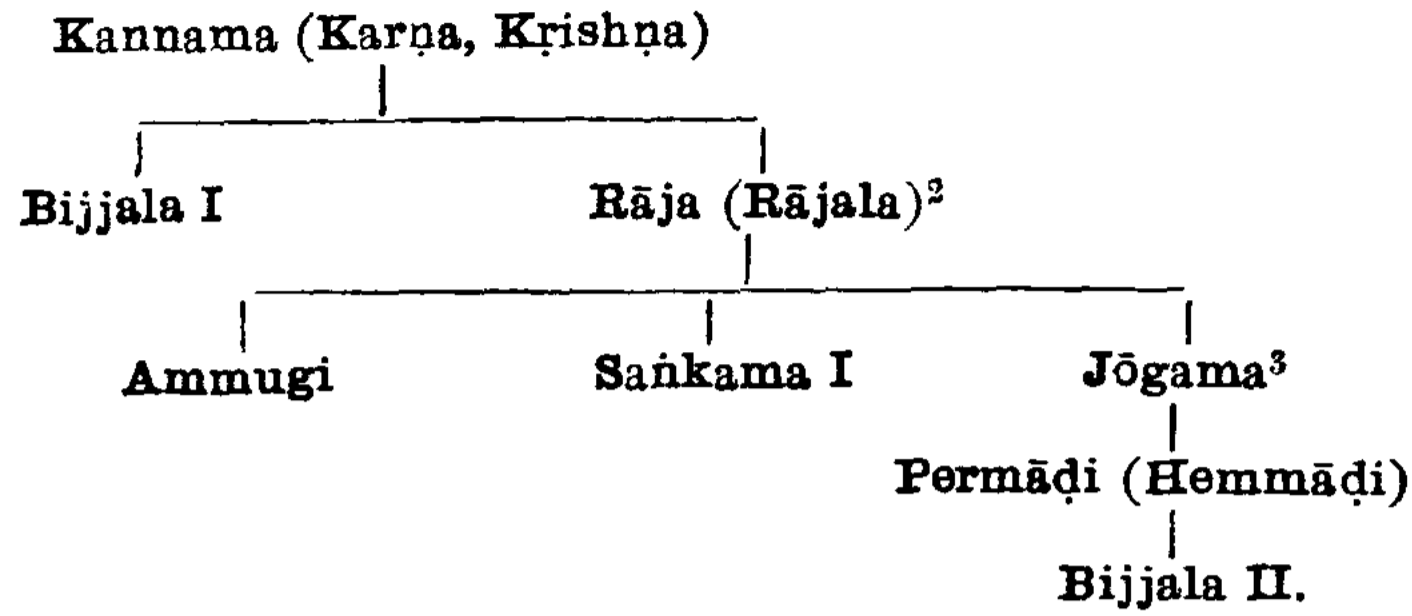 Kannama (Karṇa, Kṛishṇa)
Bijjala I Rāja (Rājala)²
Ammugi Saṅkama I Jōgama³
Permāḍi (Hemmāḍi)
Bijjala II.